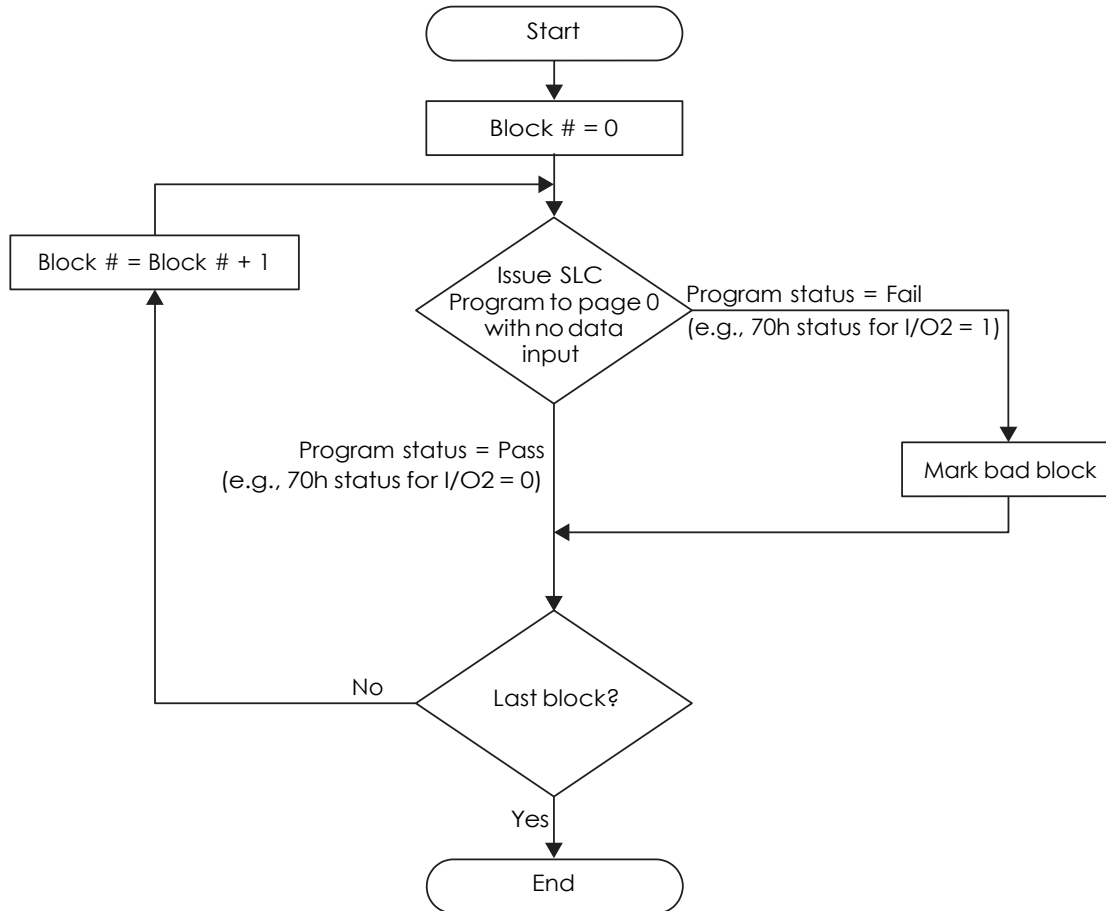 Start
Block # = 0
Block # = Block # + 1
Issue SLC
Program to page 0
with no data
input
Program status = Fail
(e.g., 70h status for I/O2 = 1)
Program status = Pass
(e.g., 70h status for I/O2 = 0)
Mark bad block
No
Last block?
Yes
End